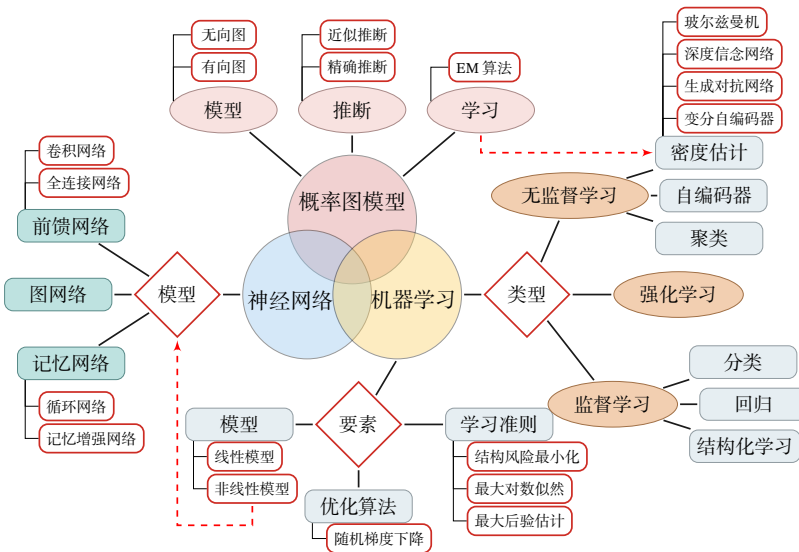 无向图
有向图
模型
近似推断
精确推断
推断
EM 算法
学习
玻尔兹曼机
深度信念网络
生成对抗网络
变分自编码器
密度估计
无监督学习
自编码器
聚类
卷积网络
全连接网络
前馈网络
图网络
记忆网络
循环网络
记忆增强网络
模型
概率图模型
神经网络
机器学习
类型
强化学习
监督学习
分类
回归
结构化学习
要素
模型
线性模型
非线性模型
优化算法
随机梯度下降
学习准则
结构风险最小化
最大对数似然
最大后验估计